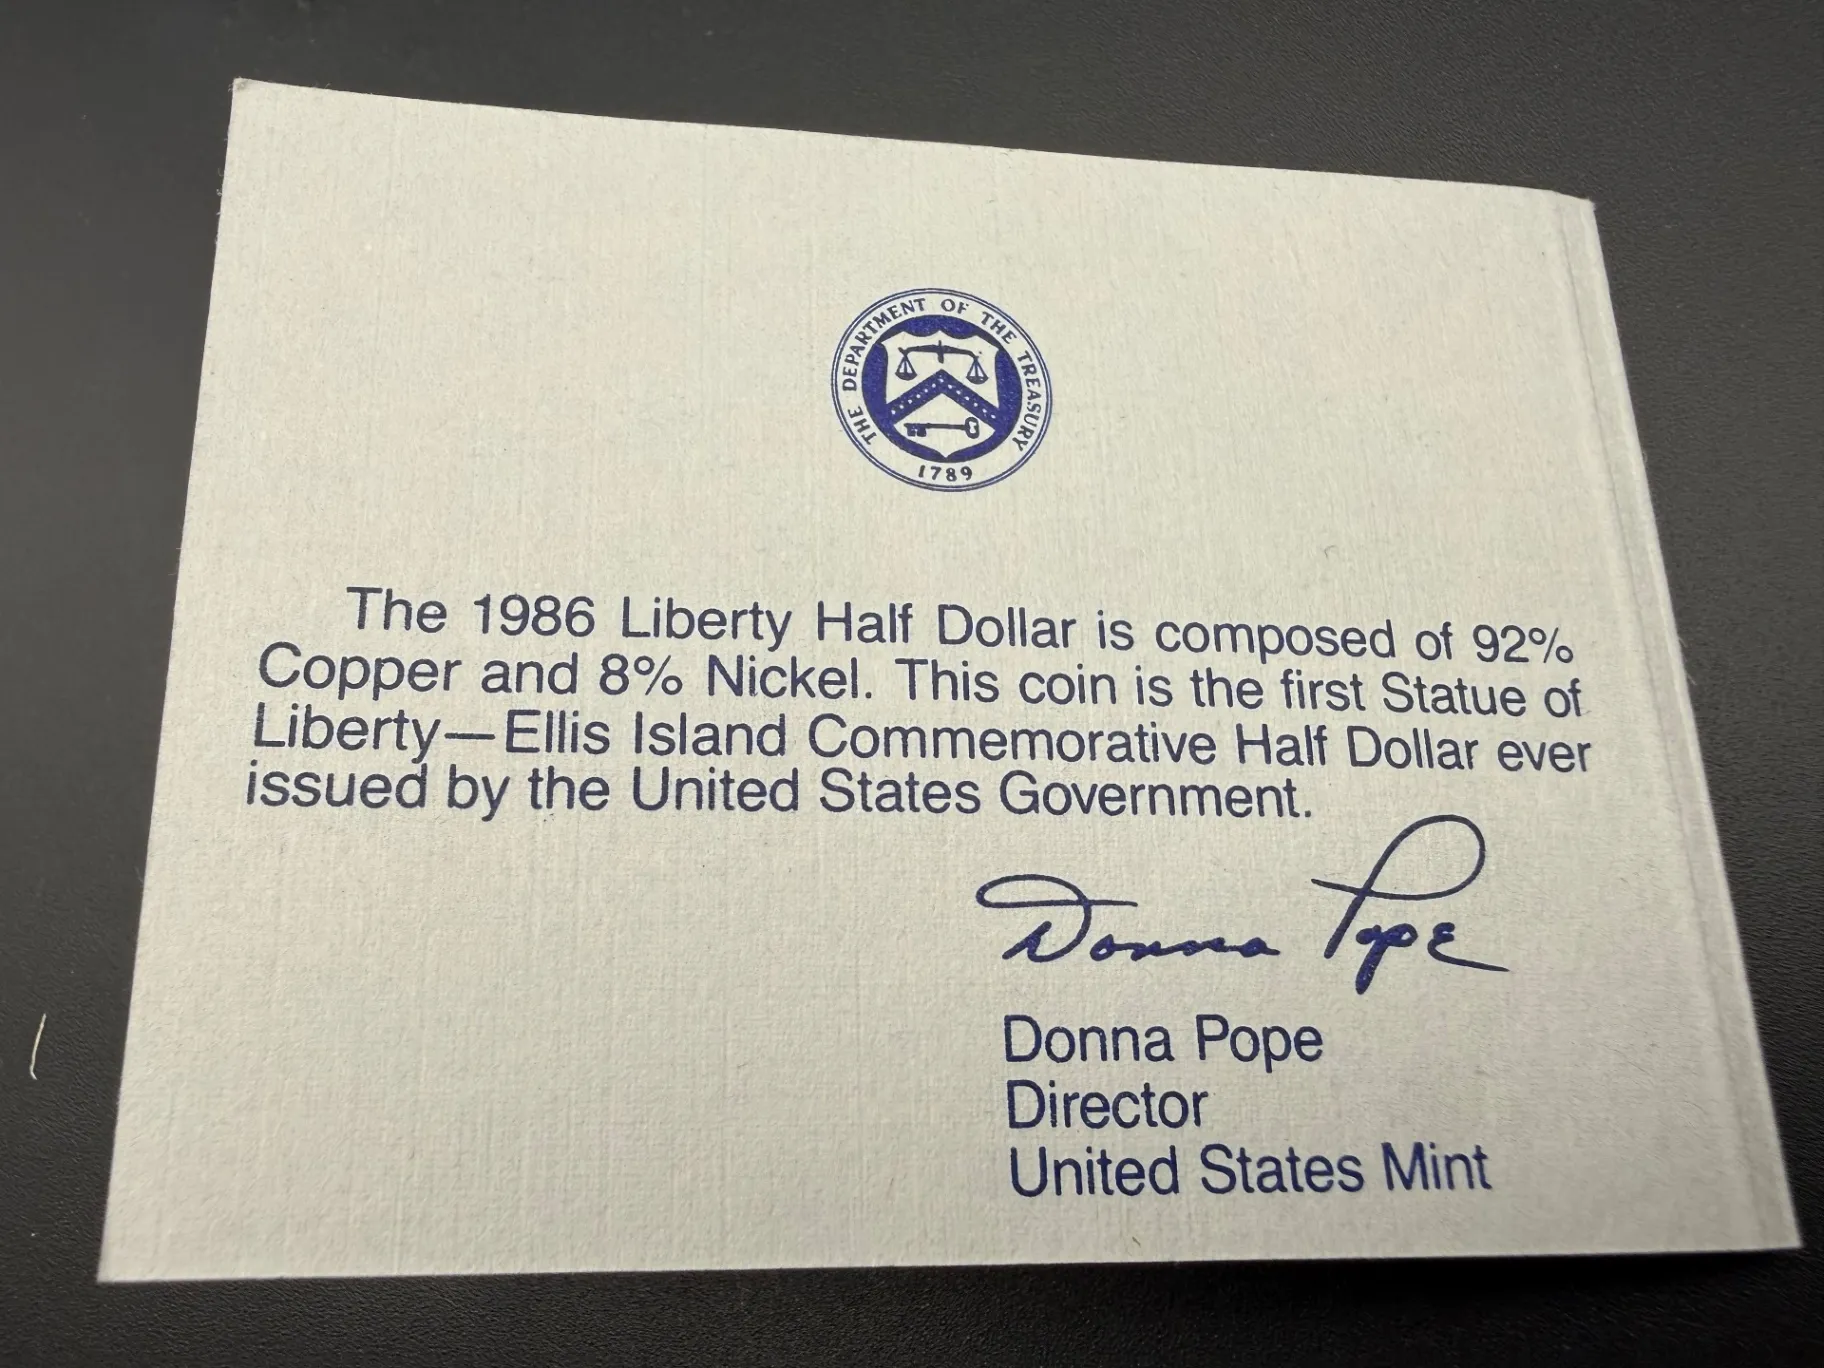 THE DEPARTMENT OF THE TREASURY
1789
The 1986 Liberty Half Dollar is composed of 92%
Copper and 8% Nickel. This coin is the first Statue of
Liberty—Ellis Island Commemorative Half Dollar ever
issued by the United States Government.
Donna Pope
Donna Pope
Director
United States Mint